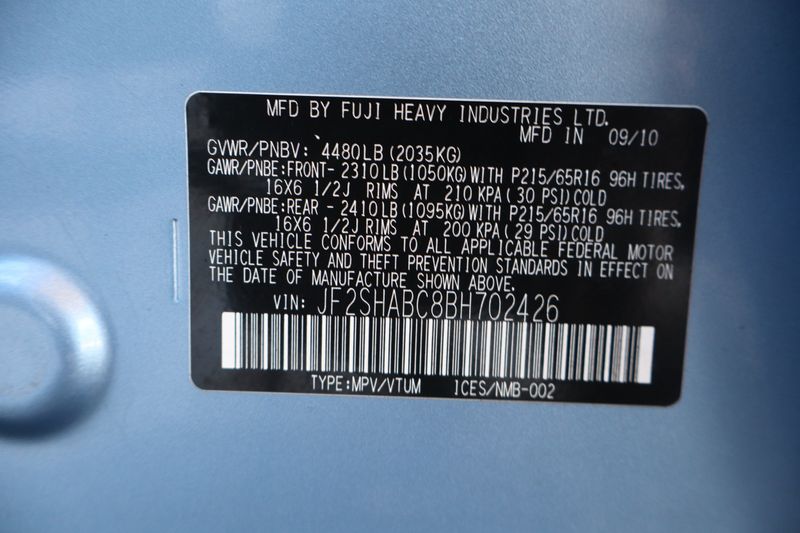 MFD BY FUJI HEAVY INDUSTRIES LTD.
MFD IN 09/10
GVWR/PNBV: 4480LB(2035KG)
GAWR/PNBE:FRONT- 2310LB(1050KG)WITH P215/65R16 96H TIRES,
16X6 1/2J RIMS AT 210 KPA( 30 PSI)COLD
GAWR/PNBE:REAR - 2410LB(1095KG)WITH P215/65R16 96H TIRES,
16X6 1/2J RIMS AT 200 KPA( 29 PSI)COLD
THIS VEHICLE CONFORMS TO ALL APPLICABLE FEDERAL MOTOR
VEHICLE SAFETY AND THEFT PREVENTION STANDARDS IN EFFECT ON
THE DATE OF MANUFACTURE SHOWN ABOVE.
VIN: JF2SHABC8BH702426
TYPE:MPV/VTUM ICES/NMB-002